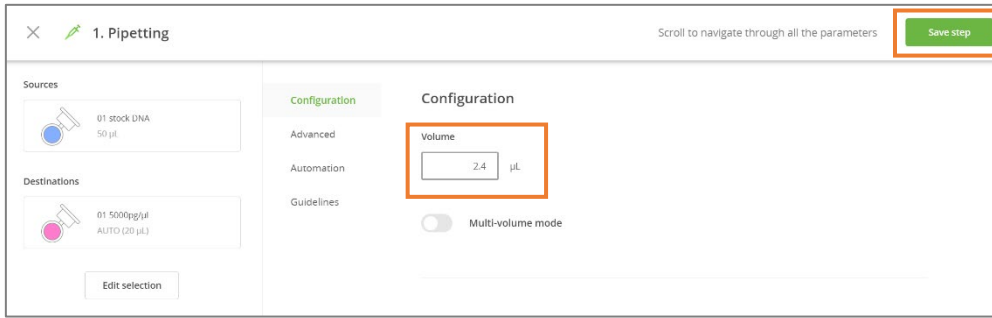 1. Pipetting
Scroll to navigate through all the parameters
Save step
Sources
01 stock DNA
50 µL
Destinations
01 5000pg/µl
AUTO (20 µL)
Edit selection
Configuration
Advanced
Automation
Guidelines
Configuration
Volume
2.4 µL
Multi-volume mode